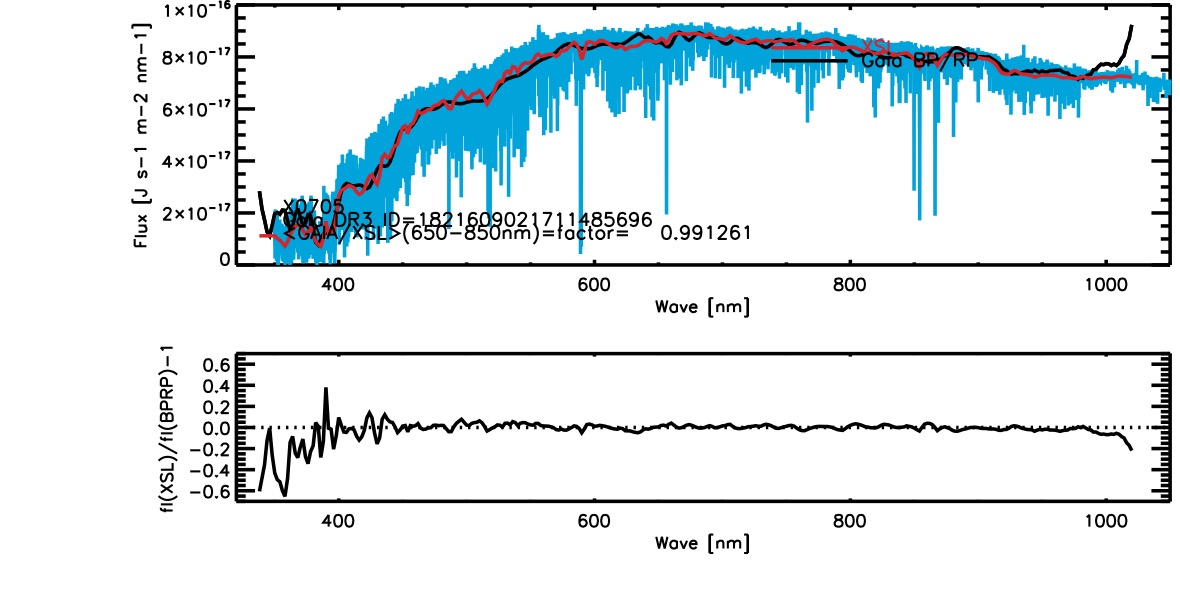 1×10−16
8×10−17
6×10−17
4×10−17
2×10−17
0
Flux [J s−1 m−2 nm−1]
XSL
Gaia BP/RP
X0705
DR3 ID=1821609021711485696
<GAIA/XSL>(650−850nm)=factor= 0.991261
400 600 800 1000
Wave [nm]
0.6
0.4
0.2
0.0
−0.2
−0.4
−0.6
fl(XSL)/fl(BPRP)−1
400 600 800 1000
Wave [nm]